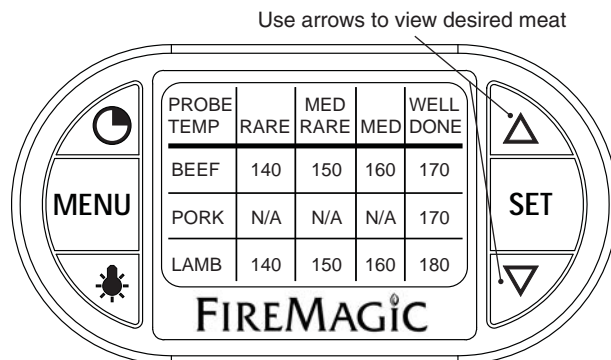 Use arrows to view desired meat
PROBE TEMP RARE MED RARE MED WELL DONE
BEEF 140 150 160 170
PORK N/A N/A N/A 170
LAMB 140 150 160 180
MENU
SET
FIREMAGIC